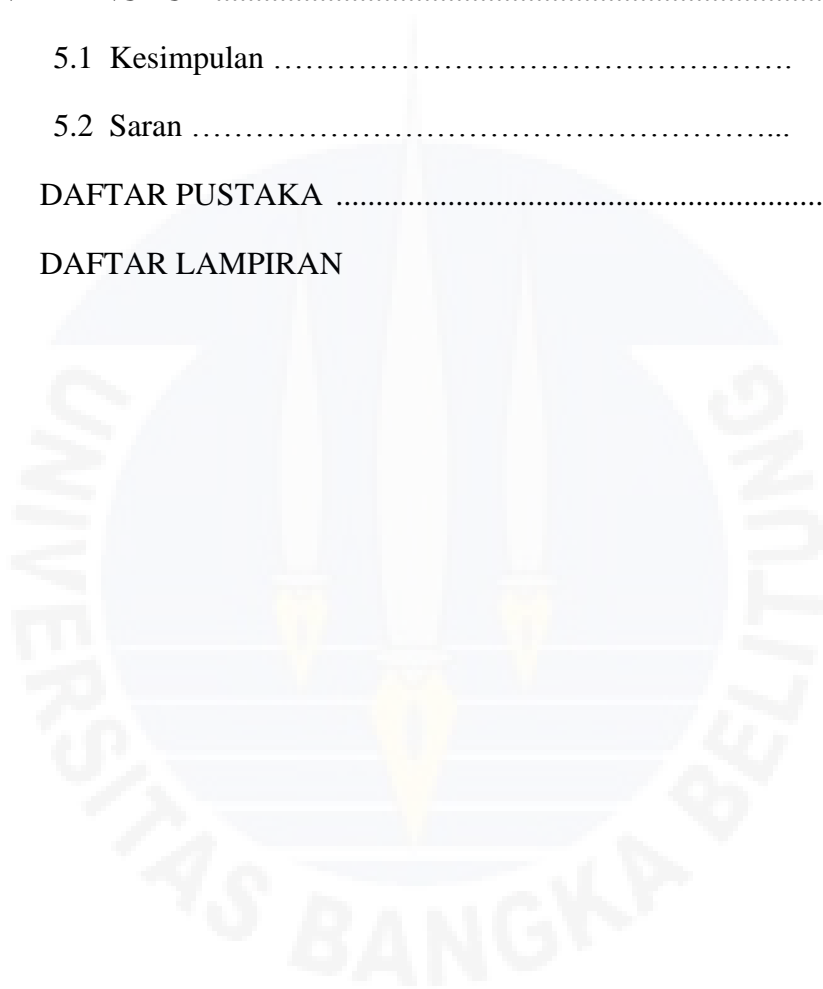 5.1 Kesimpulan ……………………………………………….
5.2 Saran ………………………………………………...
DAFTAR PUSTAKA ..............................................................
DAFTAR LAMPIRAN
UNIVERSITAS BANGKA BELITUNG